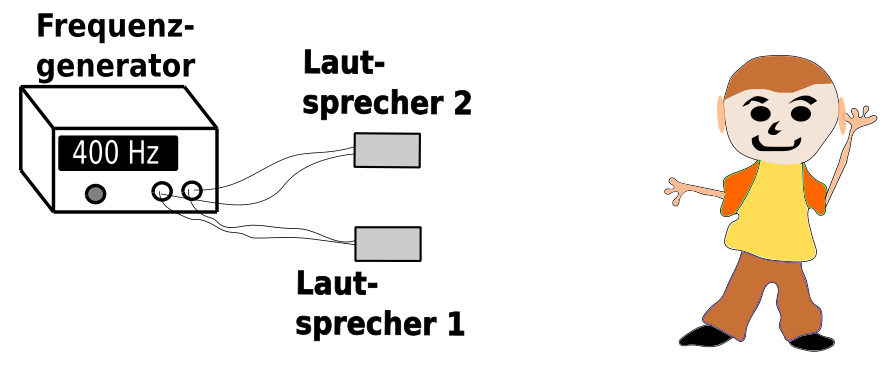 Frequenz-
generator
400 Hz
Laut-
sprecher 2
Laut-
sprecher 1